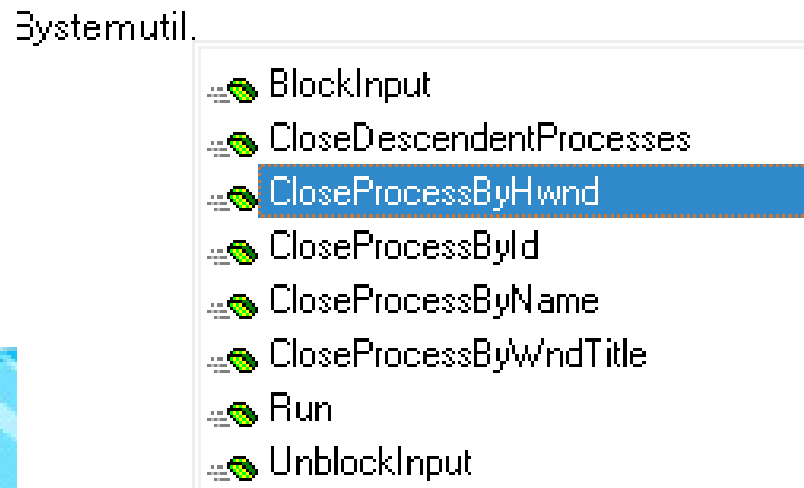 Systemutil.
BlockInput
CloseDescendentProcesses
CloseProcessByHwnd
CloseProcessById
CloseProcessByName
CloseProcessByWndTitle
Run
UnblockInput